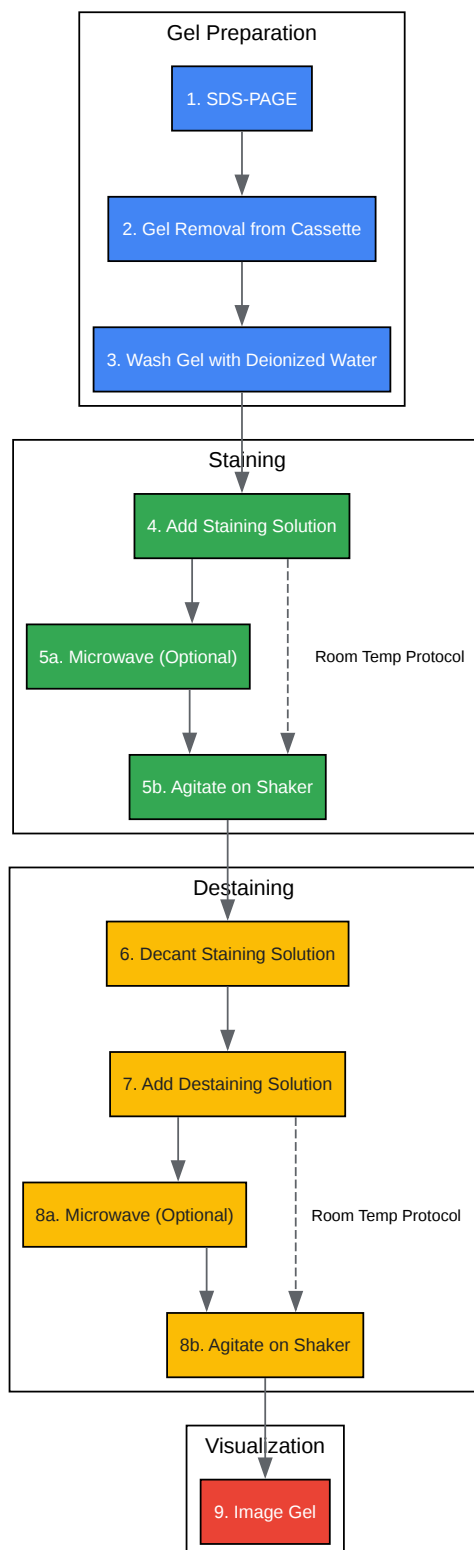 Gel Preparation
1. SDS-PAGE
2. Gel Removal from Cassette
3. Wash Gel with Deionized Water
Staining
4. Add Staining Solution
5a. Microwave (Optional)
Room Temp Protocol
5b. Agitate on Shaker
Destaining
6. Decant Staining Solution
7. Add Destaining Solution
8a. Microwave (Optional)
Room Temp Protocol
8b. Agitate on Shaker
Visualization
9. Image Gel